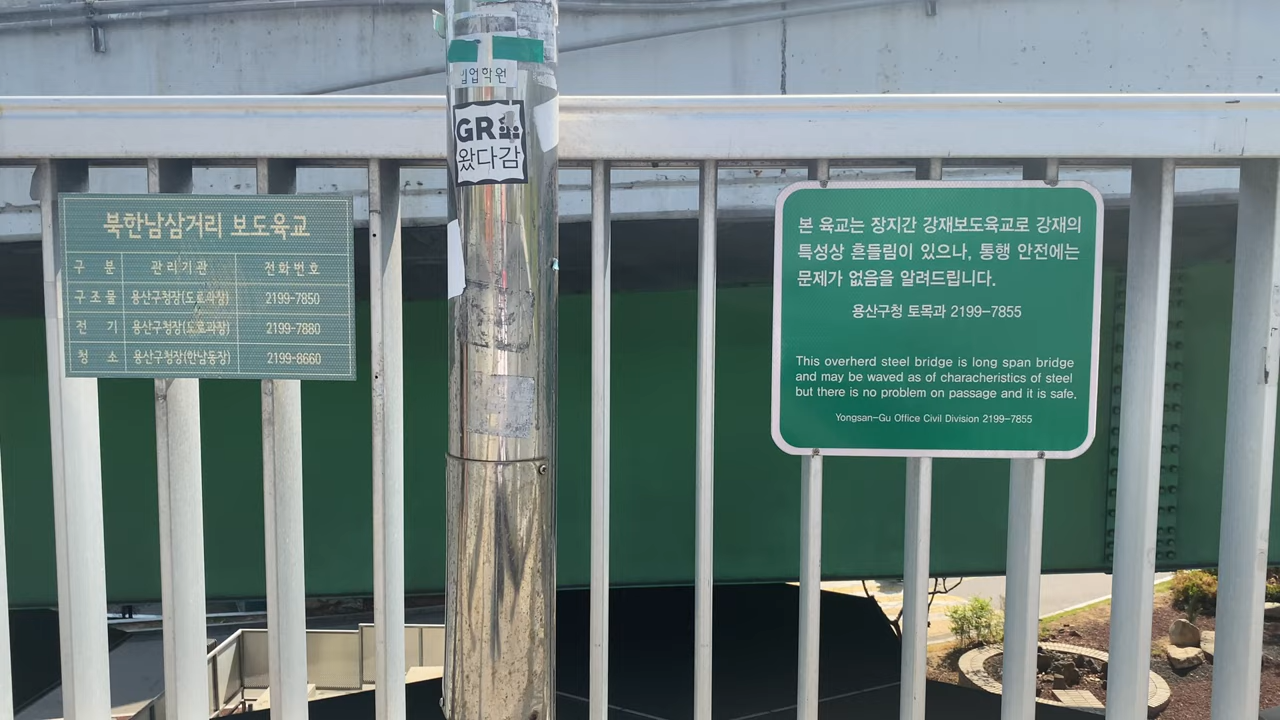 북한남삼거리 보도육교
구 분 관리기관 전화번호
구조물 용산구청장(도로과장) 2199-7850
전 기 용산구청장(도로과장) 2199-7880
청 소 용산구청장(한남동장) 2199-8660
업학원
GR
왔다감
본 육교는 장지간 강재보도육교로 강재의
특성상 흔들림이 있으나, 통행 안전에는
문제가 없음을 알려드립니다.
용산구청 토목과 2199-7855
This overherd steel bridge is long span bridge
and may be waved as of characheristics of steel
but there is no problem on passage and it is safe.
Yongsan-Gu Office Civil Division 2199-7855